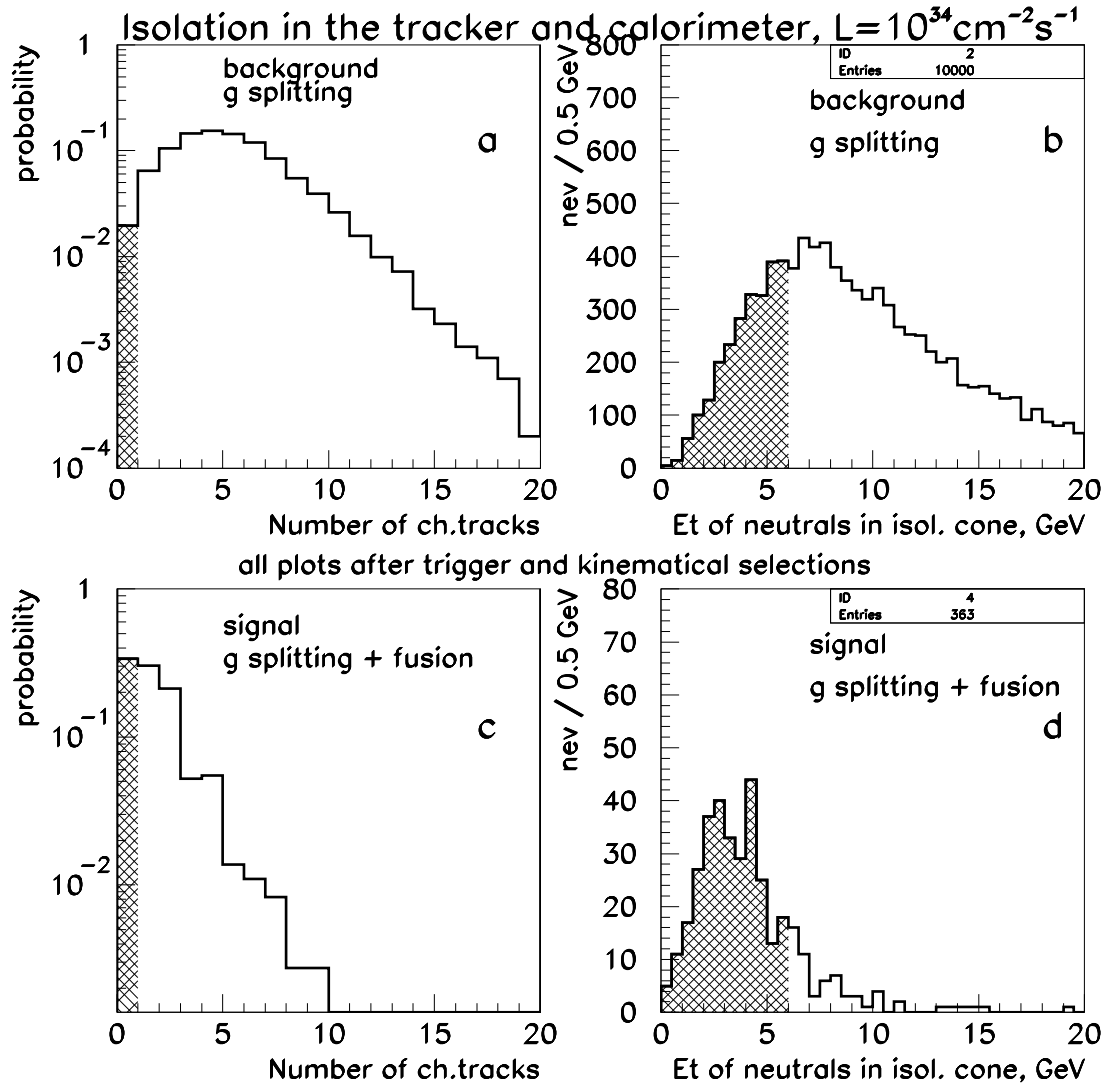 Isolation in the tracker and calorimeter, L=10³⁴cm⁻²s⁻¹
probability
1
10⁻¹
10⁻²
10⁻³
10⁻⁴
background
g splitting
a
0 5 10 15 20
Number of ch.tracks
nev / 0.5 GeV
800
700
600
500
400
300
200
100
0
ID 2
Entries 10000
background
g splitting
b
0 5 10 15 20
Et of neutrals in isol. cone, GeV
all plots after trigger and kinematical selections
probability
1
10⁻¹
10⁻²
signal
g splitting + fusion
c
0 5 10 15 20
Number of ch.tracks
nev / 0.5 GeV
80
70
60
50
40
30
20
10
0
ID 4
Entries 363
signal
g splitting + fusion
d
0 5 10 15 20
Et of neutrals in isol. cone, GeV